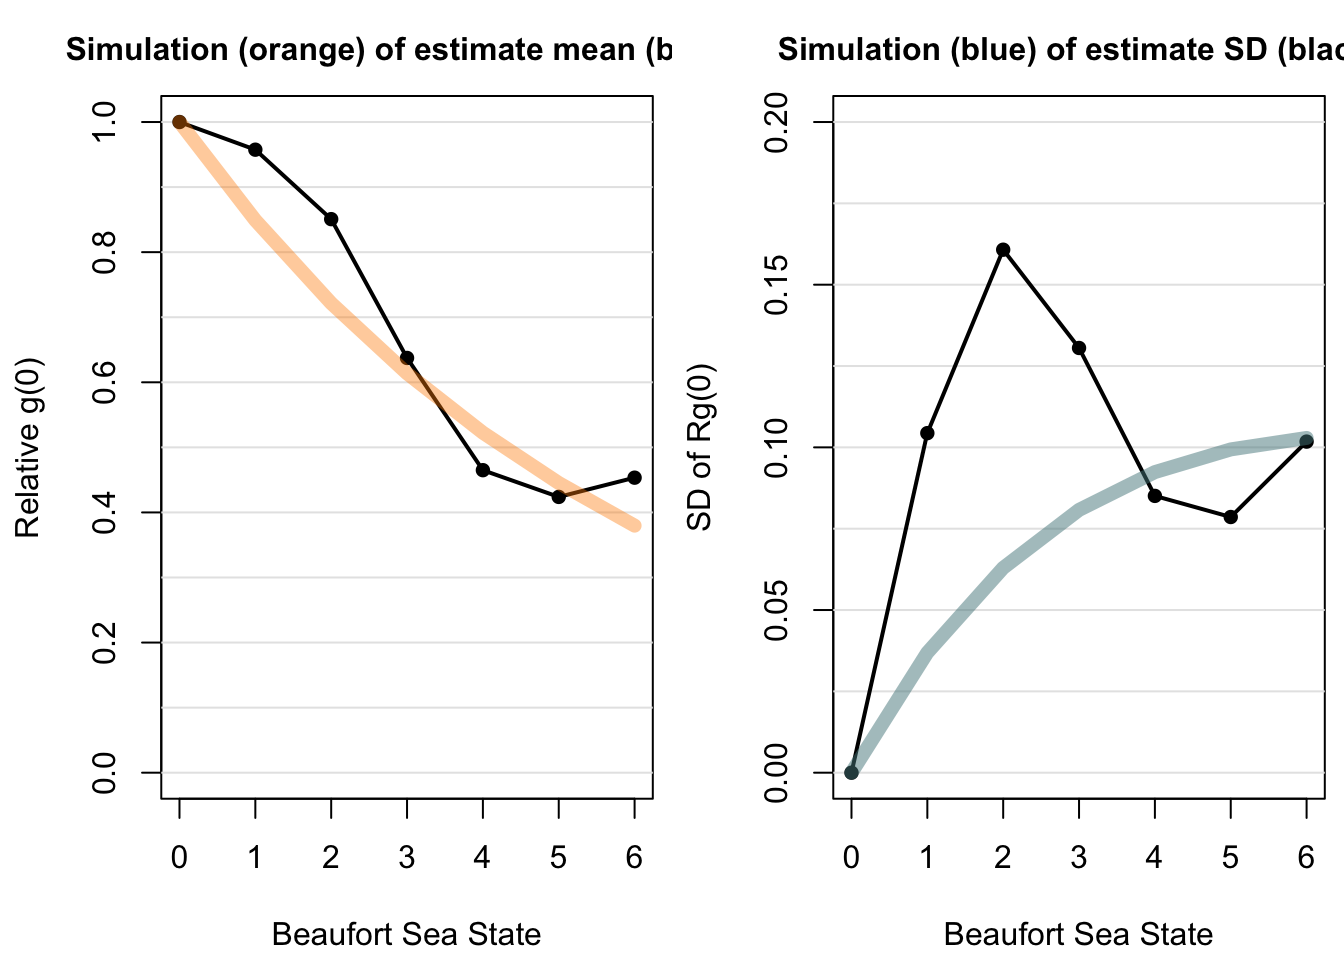 Simulation (orange) of estimate mean (b
Relative g(0)
1.0
0.8
0.6
0.4
0.2
0.0
0 1 2 3 4 5 6
Beaufort Sea State
Simulation (blue) of estimate SD (blac
SD of Rg(0)
0.20
0.15
0.10
0.05
0.00
0 1 2 3 4 5 6
Beaufort Sea State